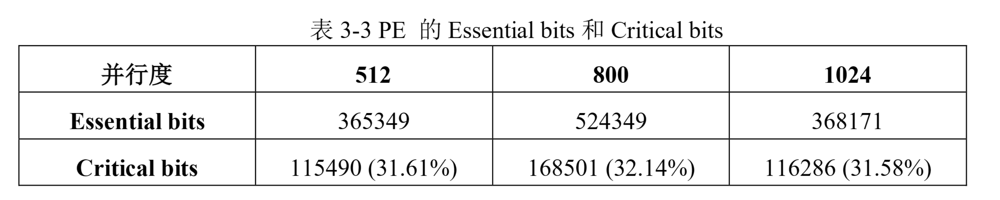 表 3-3 PE 的 Essential bits 和 Critical bits
并行度 512 800 1024
Essential bits 365349 524349 368171
Critical bits 115490 (31.61%) 168501 (32.14%) 116286 (31.58%)